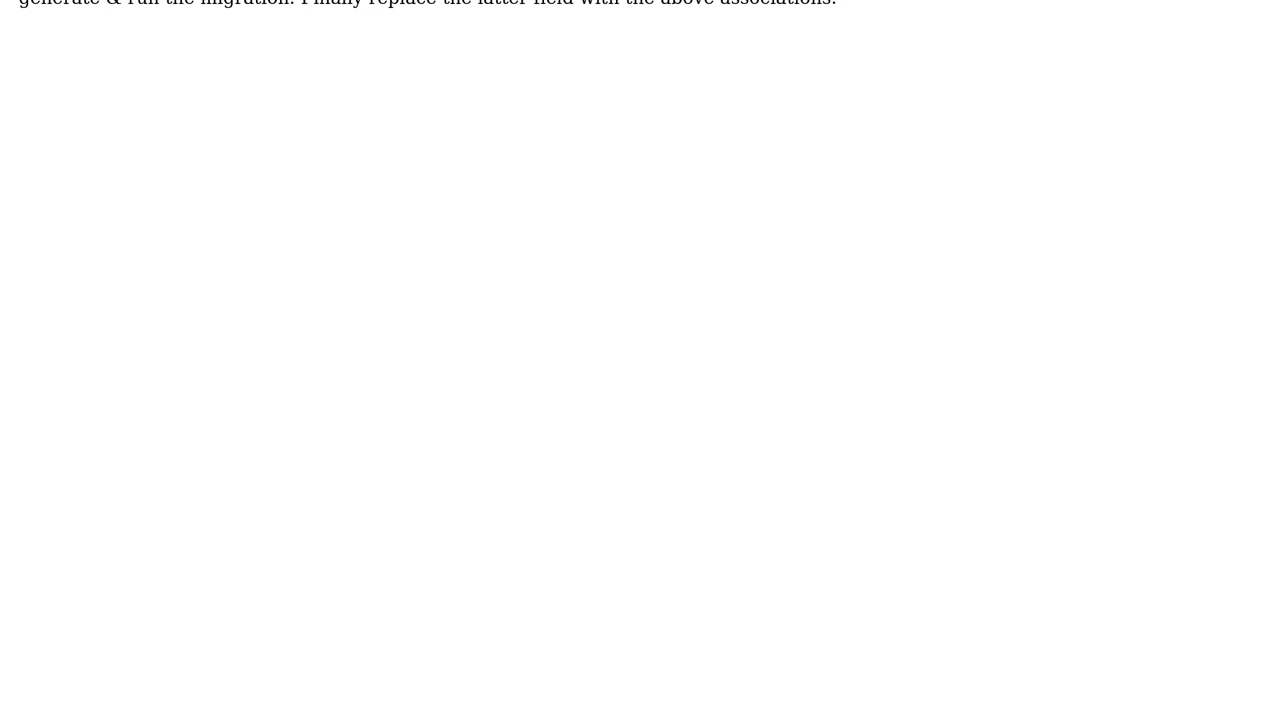 generate & run the migration. Finally replace the latter field with the above associations.